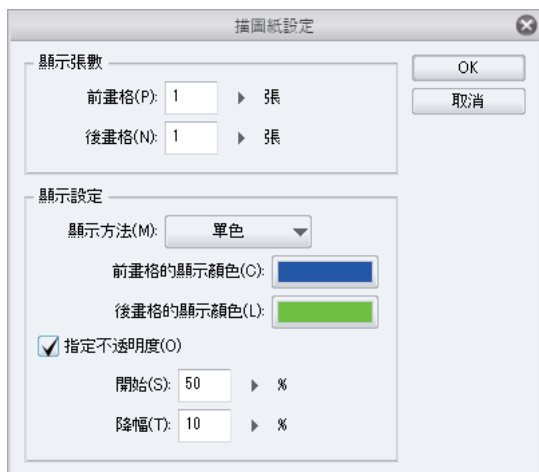 描圖紙設定
顯示張數
前畫格(P): 1 張
後畫格(N): 1 張
OK
取消
顯示設定
顯示方法(M): 單色
前畫格的顯示顏色(C):
後畫格的顯示顏色(L):
指定不透明度(O)
開始(S): 50 %
降幅(T): 10 %